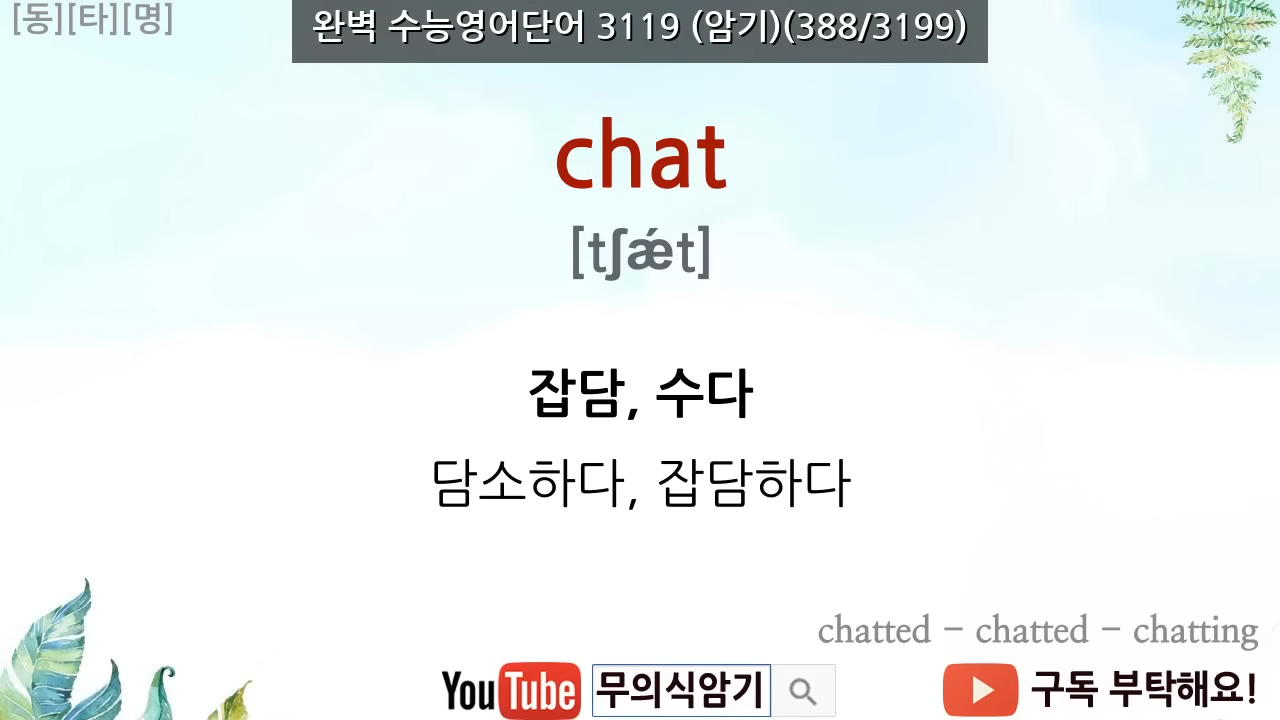 [동][타][명]
완벽 수능영어단어 3119 (암기)(388/3199)
chat
[tʃǽt]
잡담, 수다
담소하다, 잡담하다
chatted – chatted – chatting
YouTube 무의식암기 구독 부탁해요!